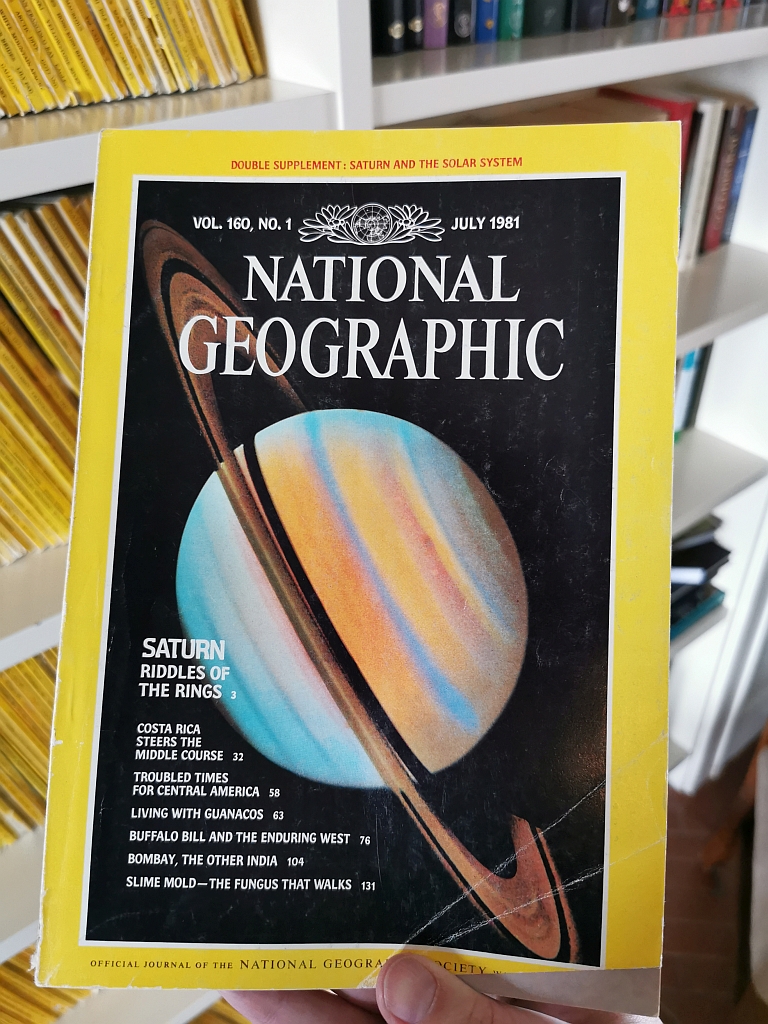 DOUBLE SUPPLEMENT: SATURN AND THE SOLAR SYSTEM
VOL. 160, NO. 1 JULY 1981
NATIONAL
GEOGRAPHIC
SATURN
RIDDLES OF
THE RINGS 3
COSTA RICA
STEERS THE
MIDDLE COURSE 32
TROUBLED TIMES
FOR CENTRAL AMERICA 58
LIVING WITH GUANACOS 63
BUFFALO BILL AND THE ENDURING WEST 76
BOMBAY, THE OTHER INDIA 104
SLIME MOLD—THE FUNGUS THAT WALKS 131
OFFICIAL JOURNAL OF THE NATIONAL